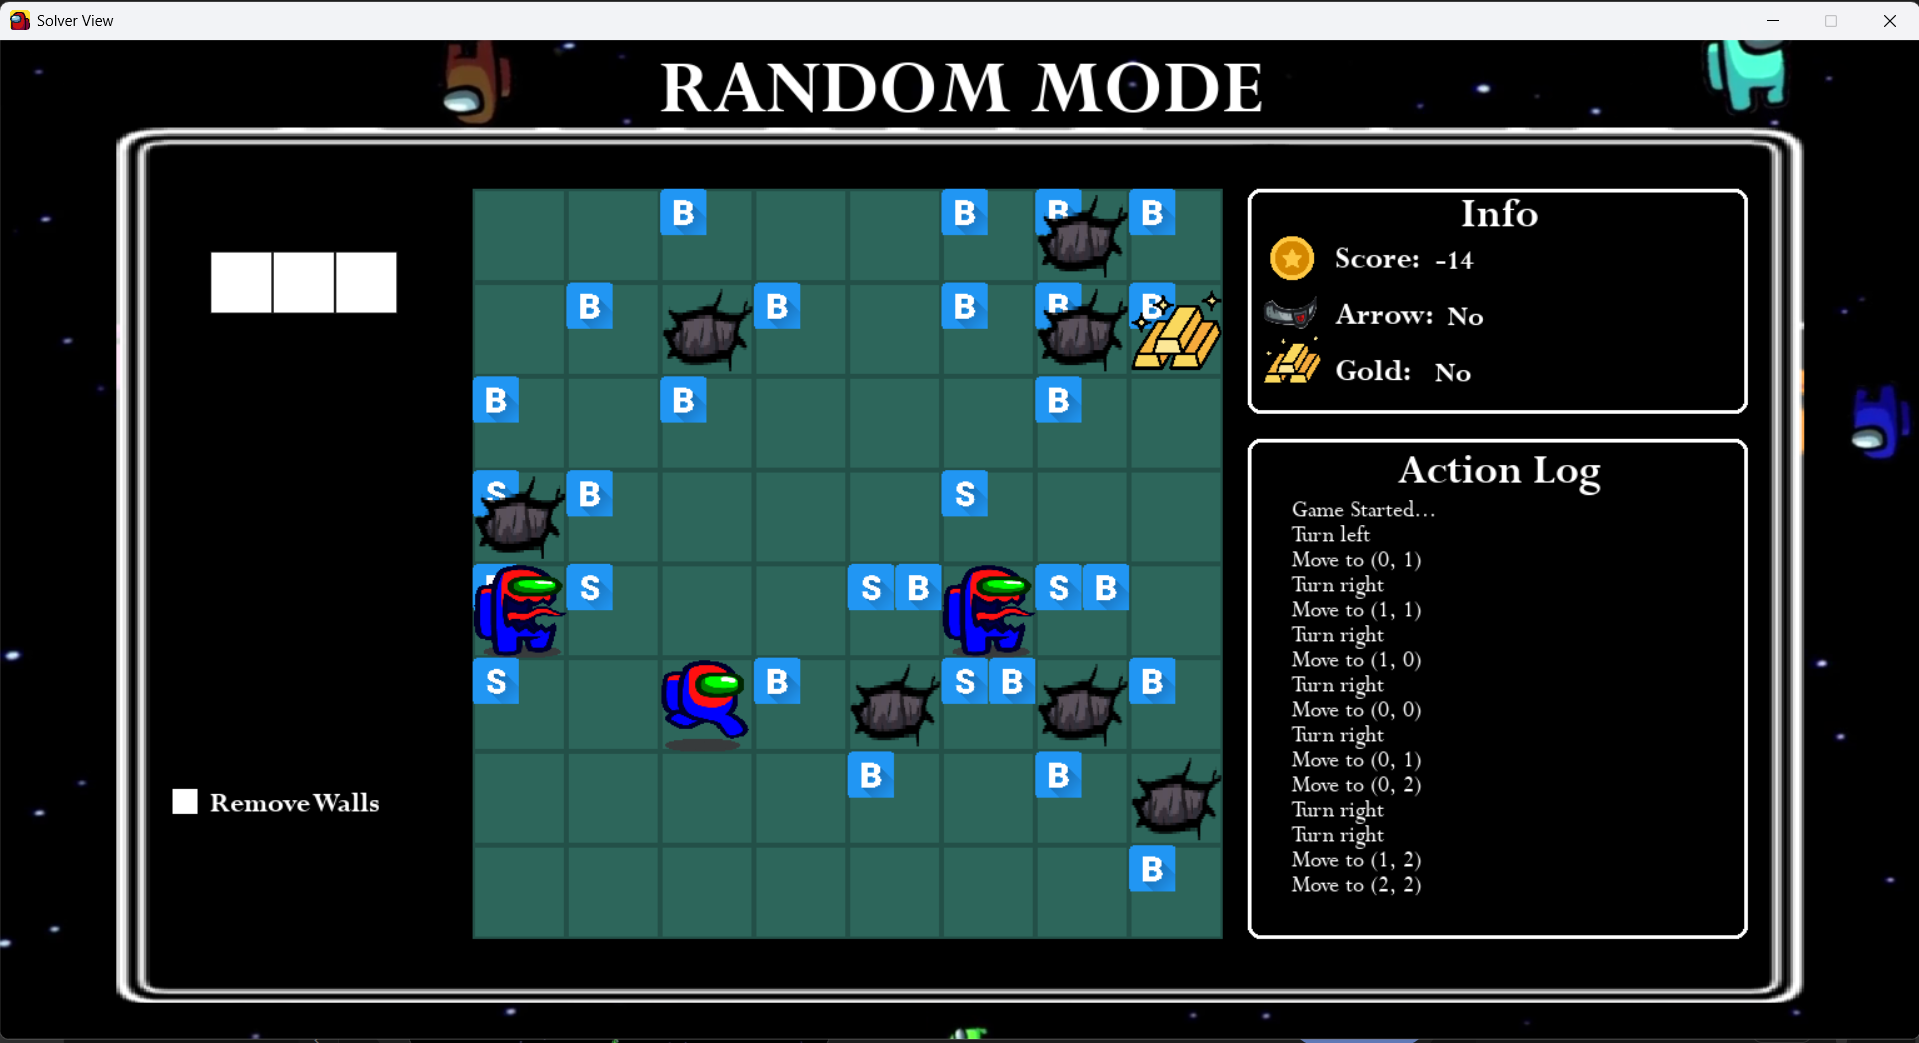 Solver View
RANDOM MODE
B B B B
B B B B B
B B B
S B S
S S B S B
S B S B B
B B
B
Remove Walls
Info
Score: -14
Arrow: No
Gold: No
Action Log
Game Started...
Turn left
Move to (0, 1)
Turn right
Move to (1, 1)
Turn right
Move to (1, 0)
Turn right
Move to (0, 0)
Turn right
Move to (0, 1)
Move to (0, 2)
Turn right
Turn right
Move to (1, 2)
Move to (2, 2)